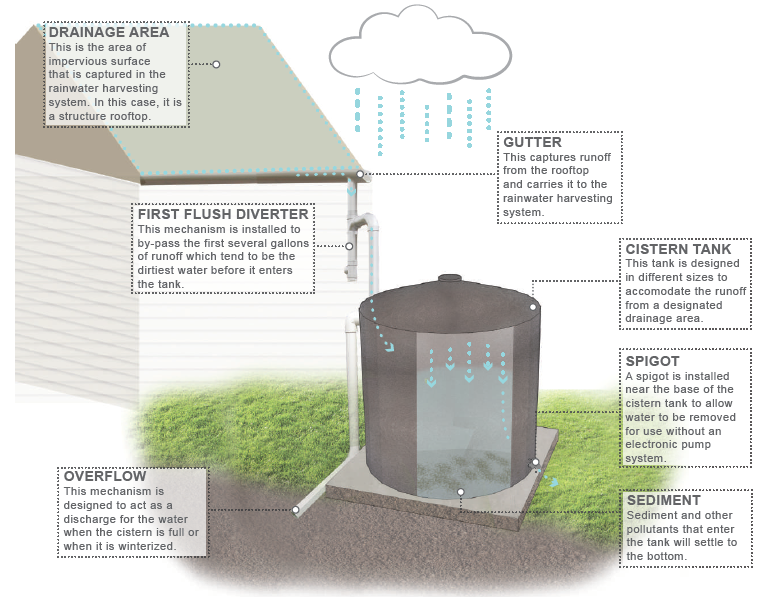 DRAINAGE AREA
This is the area of
impervious surface
that is captured in the
rainwater harvesting
system. In this case, it is
a structure rooftop.
GUTTER
This captures runoff
from the rooftop
and carries it to the
rainwater harvesting
system.
FIRST FLUSH DIVERTER
This mechanism is installed to
by-pass the first several gallons
of runoff which tend to be the
dirtiest water before it enters
the tank.
CISTERN TANK
This tank is designed
in different sizes to
accomodate the runoff
from a designated
drainage area.
SPIGOT
A spigot is installed
near the base of the
cistern tank to allow
water to be removed
for use without an
electronic pump
system.
OVERFLOW
This mechanism is
designed to act as a
discharge for the water
when the cistern is full or
when it is winterized.
SEDIMENT
Sediment and other
pollutants that enter
the tank will settle to
the bottom.